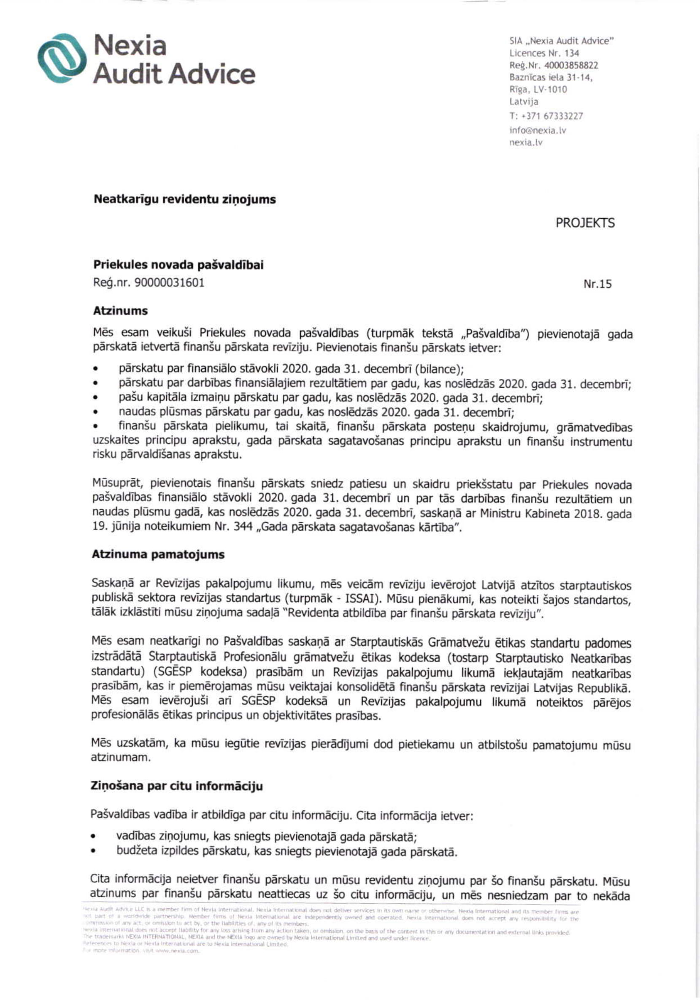 Nexia
Audit Advice
SIA „Nexia Audit Advice”
Licences Nr. 134
Reģ.Nr. 40003858822
Baznīcas iela 31-14,
Rīga, LV-1010
Latvija
T: +371 67333227
info@nexia.lv
nexia.lv
Neatkarīgu revidentu ziņojums
PROJEKTS
Priekules novada pašvaldībai
Reģ.nr. 90000031601
Nr.15
Atzinums
Mēs esam veikuši Priekules novada pašvaldības (turpmāk tekstā „Pašvaldība”) pievienotajā gada
pārskatā ietvertā finanšu pārskata revīziju. Pievienotais finanšu pārskats ietver:
• pārskatu par finansiālo stāvokli 2020. gada 31. decembrī (bilance);
• pārskatu par darbības finansiālajiem rezultātiem par gadu, kas noslēdzās 2020. gada 31. decembrī;
• pašu kapitāla izmaiņu pārskatu par gadu, kas noslēdzās 2020. gada 31. decembrī;
• naudas plūsmas pārskatu par gadu, kas noslēdzās 2020. gada 31. decembrī;
• finanšu pārskata pielikumu, tai skaitā, finanšu pārskata posteņu skaidrojumu, grāmatvedības
uzskaites principu aprakstu, gada pārskata sagatavošanas principu aprakstu un finanšu instrumentu
risku pārvaldīšanas aprakstu.
Mūsuprāt, pievienotais finanšu pārskats sniedz patiesu un skaidru priekšstatu par Priekules novada
pašvaldības finansiālo stāvokli 2020. gada 31. decembrī un par tās darbības finanšu rezultātiem un
naudas plūsmu gadā, kas noslēdzās 2020. gada 31. decembrī, saskaņā ar Ministru Kabineta 2018. gada
19. jūnija noteikumiem Nr. 344 „Gada pārskata sagatavošanas kārtība”.
Atzinuma pamatojums
Saskaņā ar Revīzijas pakalpojumu likumu, mēs veicām revīziju ievērojot Latvijā atzītos starptautiskos
publiskā sektora revīzijas standartus (turpmāk - ISSAI). Mūsu pienākumi, kas noteikti šajos standartos,
tālāk izklāstīti mūsu ziņojuma sadaļā “Revidenta atbildība par finanšu pārskata revīziju”.
Mēs esam neatkarīgi no Pašvaldības saskaņā ar Starptautiskās Grāmatvežu ētikas standartu padomes
izstrādātā Starptautiskā Profesionālu grāmatvežu ētikas kodeksa (tostarp Starptautisko Neatkarības
standartu) (SGĒSP kodeksa) prasībām un Revīzijas pakalpojumu likumā iekļautajām neatkarības
prasībām, kas ir piemērojamas mūsu veiktajai konsolidētā finanšu pārskata revīzijai Latvijas Republikā.
Mēs esam ievērojuši arī SGĒSP kodeksā un Revīzijas pakalpojumu likumā noteiktos pārējos
profesionālās ētikas principus un objektivitātes prasības.
Mēs uzskatām, ka mūsu iegūtie revīzijas pierādījumi dod pietiekamu un atbilstošu pamatojumu mūsu
atzinumam.
Ziņošana par citu informāciju
Pašvaldības vadība ir atbildīga par citu informāciju. Cita informācija ietver:
• vadības ziņojumu, kas sniegts pievienotajā gada pārskatā;
• budžeta izpildes pārskatu, kas sniegts pievienotajā gada pārskatā.
Cita informācija neietver finanšu pārskatu un mūsu revidentu ziņojumu par šo finanšu pārskatu. Mūsu
atzinums par finanšu pārskatu neattiecas uz šo citu informāciju, un mēs nesniedzam par to nekāda
Nexia Audit Advice LLC is a member firm of Nexia International. Nexia International does not deliver services in its own name or otherwise. Nexia International and its member firms are
not part of a worldwide partnership. Member firms of Nexia International are independently owned and operated. Nexia International does not accept any responsibility for the
commission of any act, or omission to act by, or the liabilities of, any of its members.
Nexia International does not accept liability for any loss arising from any action taken, or omission, on the basis of the content in this or any documentation and external links provided.
The trademarks NEXIA INTERNATIONAL, NEXIA and the NEXIA logo are owned by Nexia International Limited and used under licence.
References to Nexia or Nexia International are to Nexia International Limited.
For more information, visit www.nexia.com.